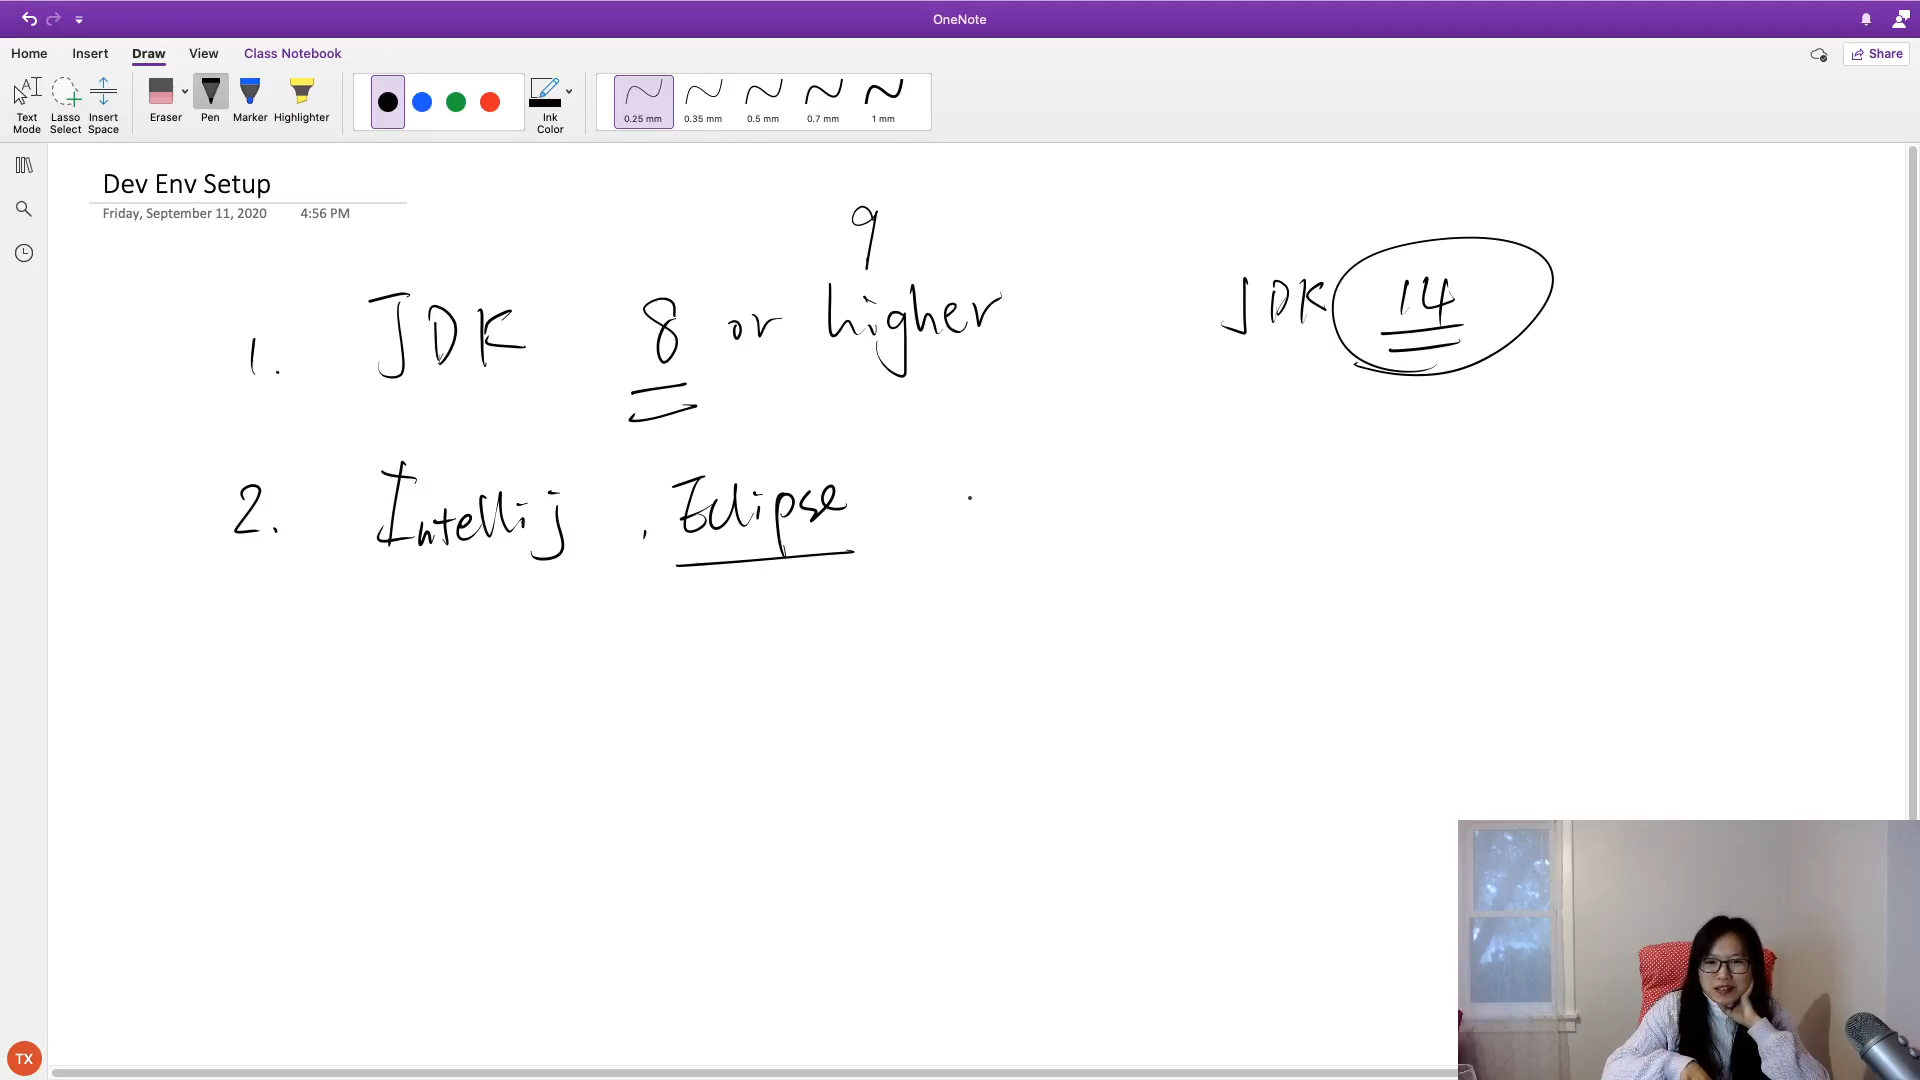 OneNote
Home Insert Draw View Class Notebook
Share
Text Mode
Lasso Select
Insert Space
Eraser
Pen
Marker
Highlighter
Ink Color
0.25 mm
0.35 mm
0.5 mm
0.7 mm
1 mm
Dev Env Setup
Friday, September 11, 2020 4:56 PM
9
1. JDK 8 or higher JDK 14
2. Intellij , Eclipse
TX